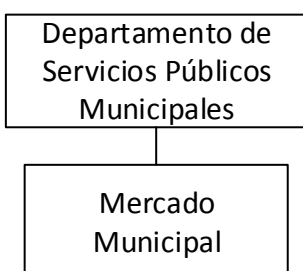 Departamento de
Servicios Públicos
Municipales
Mercado
Municipal